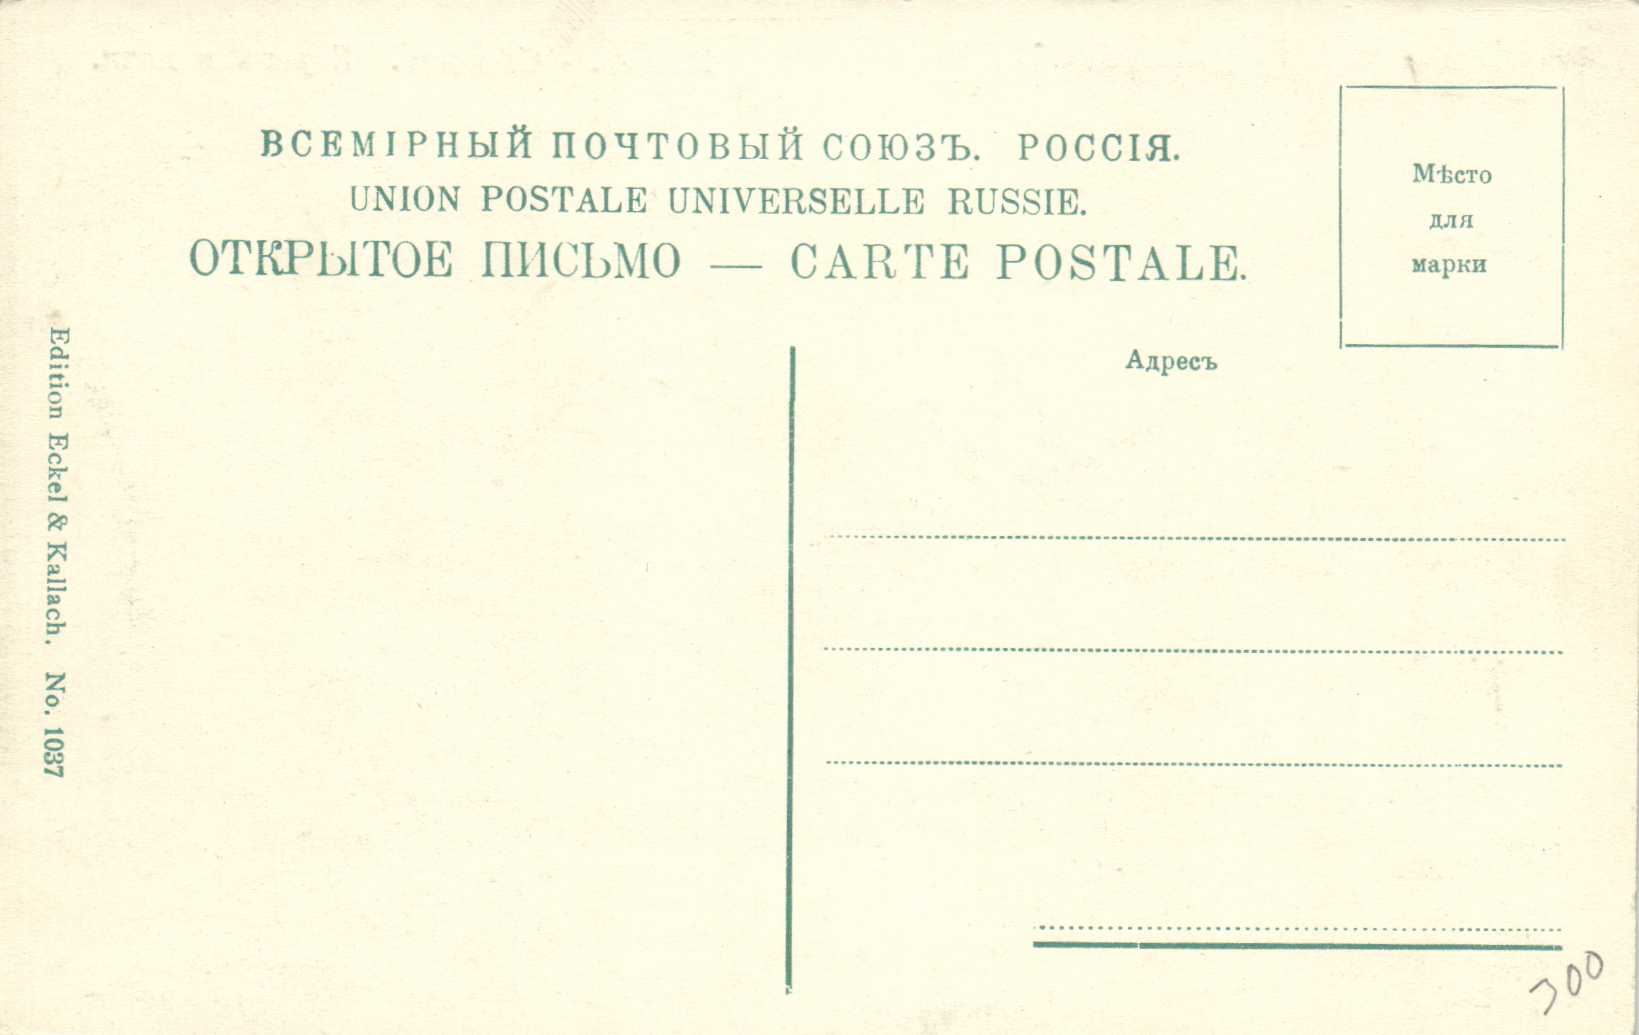 ВСЕМІРНЫЙ ПОЧТОВЫЙ СОЮЗЪ. РОССІЯ.
UNION POSTALE UNIVERSELLE RUSSIE.
ОТКРЫТОЕ ПИСЬМО — CARTE POSTALE.
Мѣсто
для
марки
Адресъ
Edition Eckel & Kallach. No. 1037
300